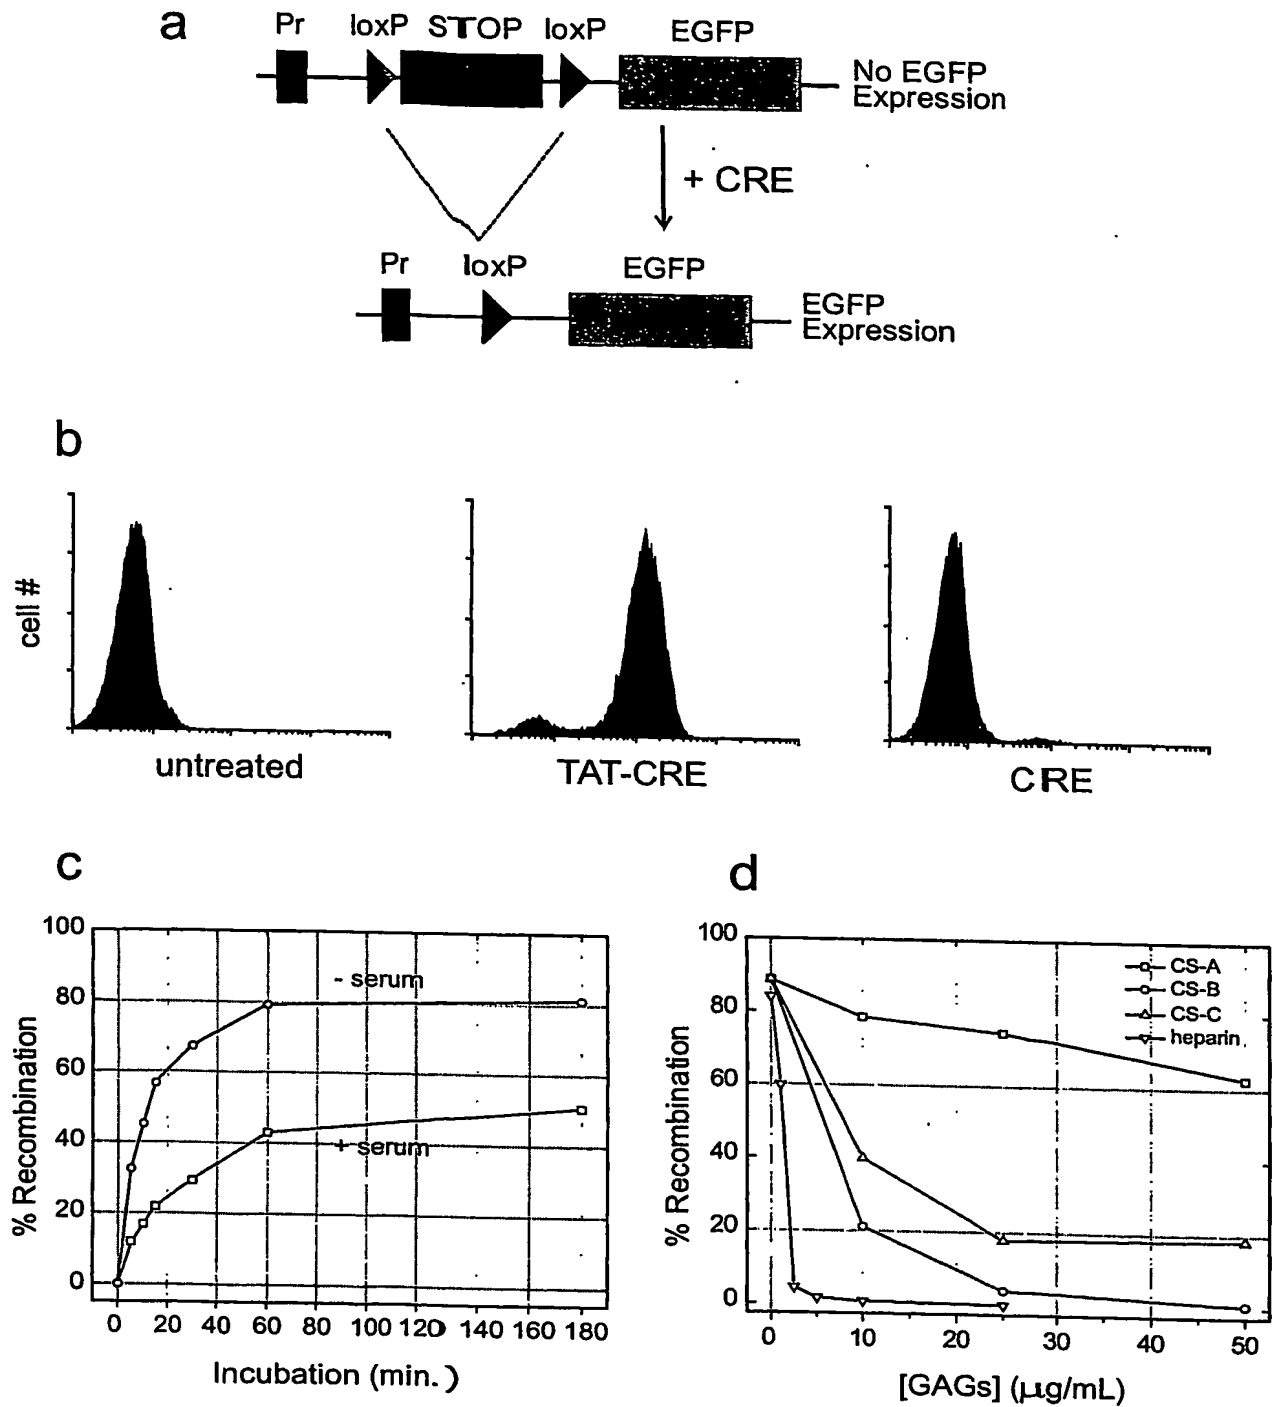 a
Pr loxP STOP loxP EGFP
No EGFP
Expression
+ CRE
Pr loxP EGFP
EGFP
Expression
b
cell #
untreated
TAT-CRE
CRE
c
% Recombination
100
80
60
40
20
0
- serum
+ serum
0 20 40 60 80 100 120 140 160 180
Incubation (min.)
d
% Recombination
100
80
60
40
20
0
CS-A
CS-B
CS-C
heparin
0 10 20 30 40 50
[GAGs] (μg/mL)